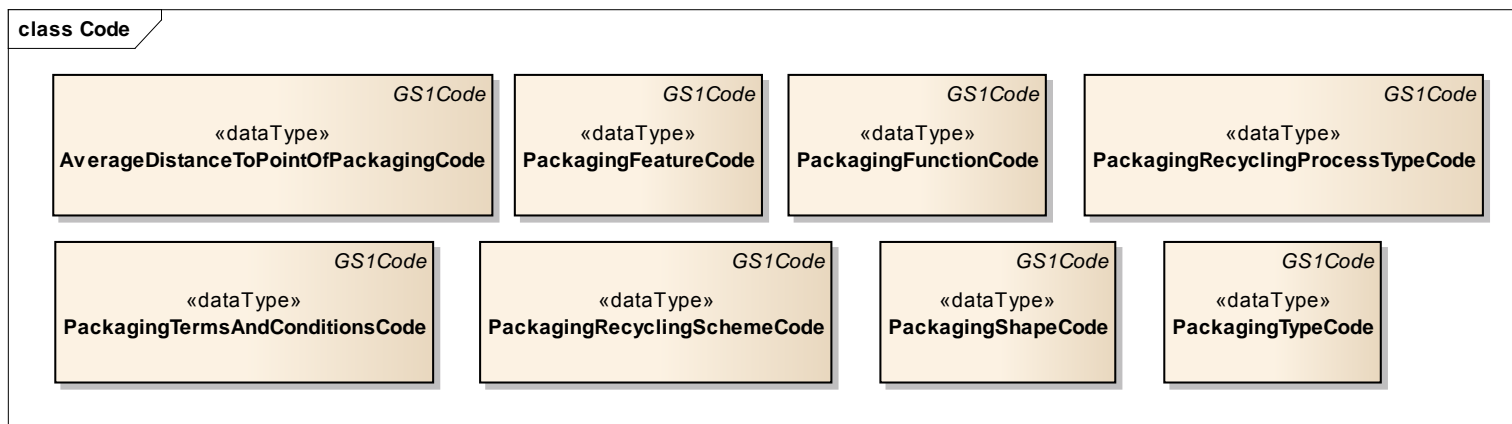 class Code
GS1Code
«dataType»
AverageDistanceToPointOfPackagingCode
GS1Code
«dataType»
PackagingFeatureCode
GS1Code
«dataType»
PackagingFunctionCode
GS1Code
«dataType»
PackagingRecyclingProcessTypeCode
GS1Code
«dataType»
PackagingTermsAndConditionsCode
GS1Code
«dataType»
PackagingRecyclingSchemeCode
GS1Code
«dataType»
PackagingShapeCode
GS1Code
«dataType»
PackagingTypeCode